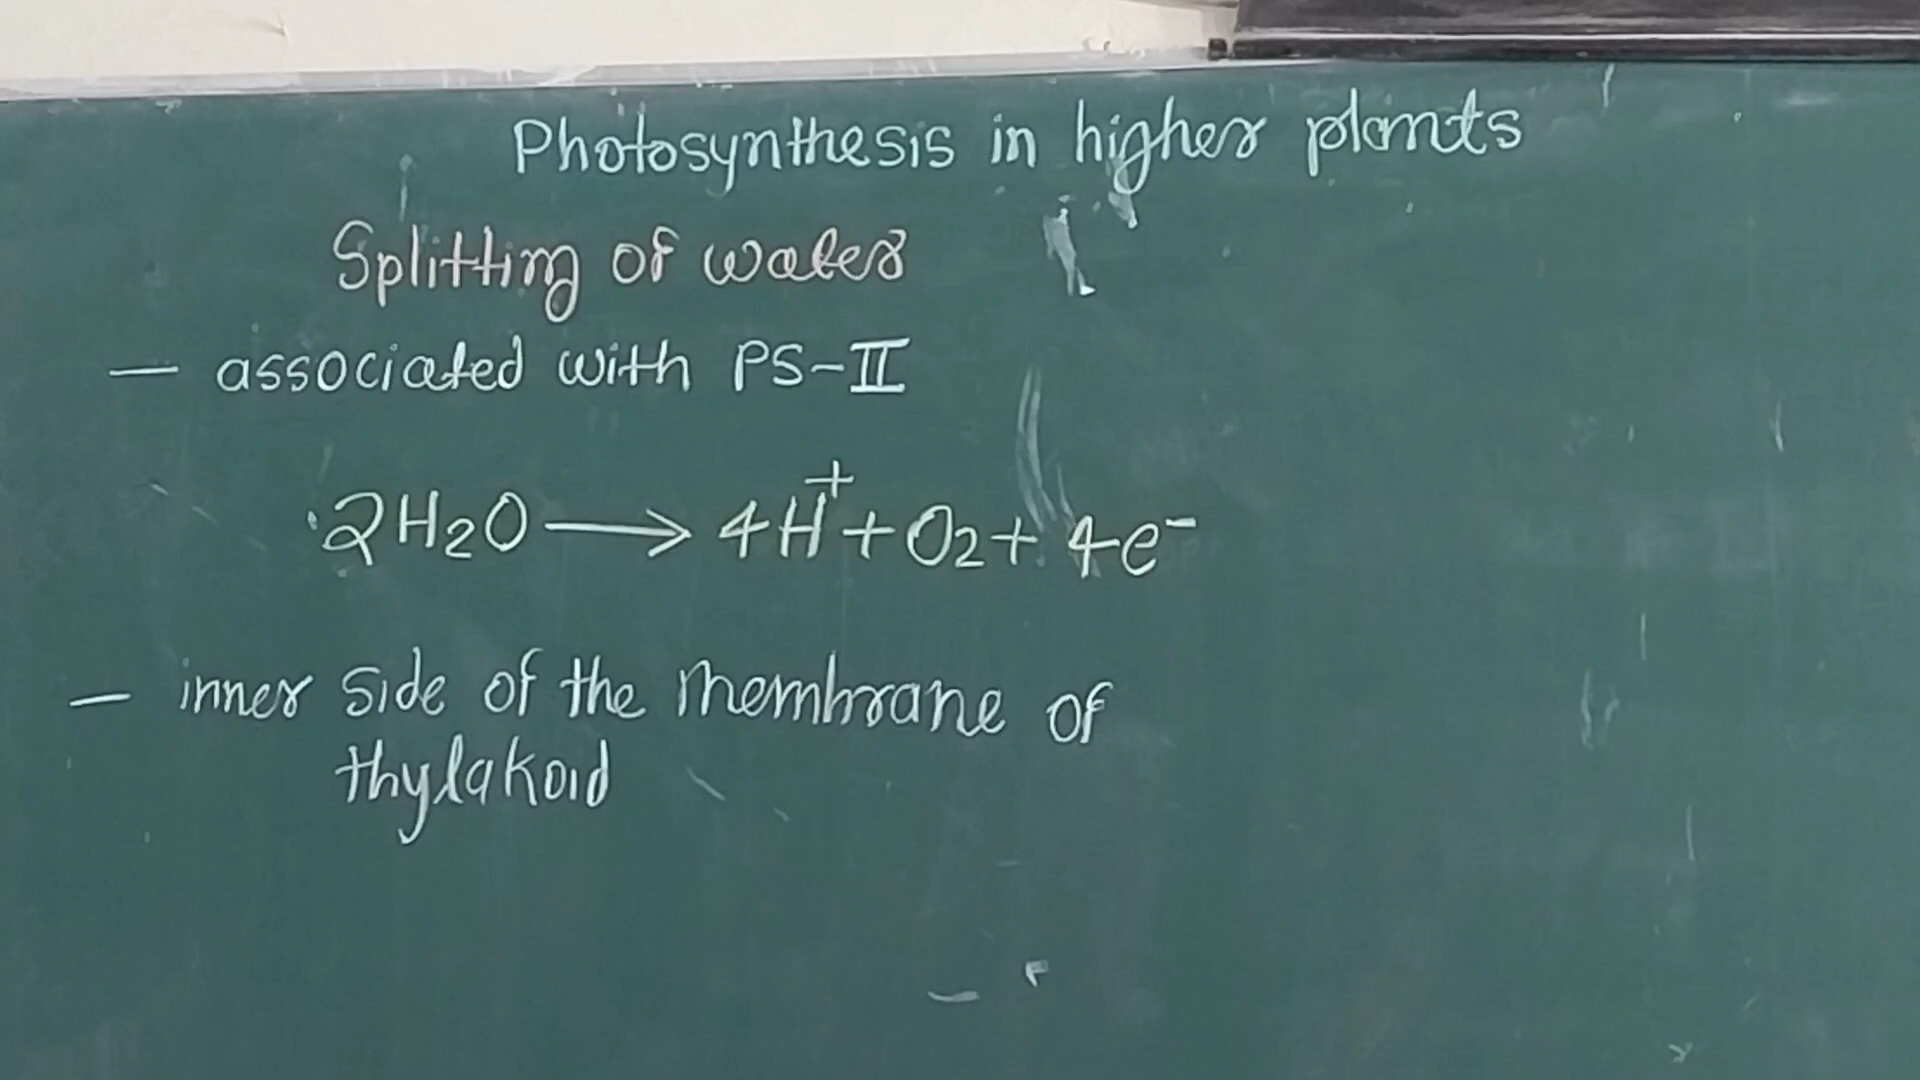 Photosynthesis in higher plants
Splitting of water
— associated with PS-II
2H₂O ⟶ 4H⁺ + O₂ + 4e⁻
— inner side of the membrane of
thylakoid